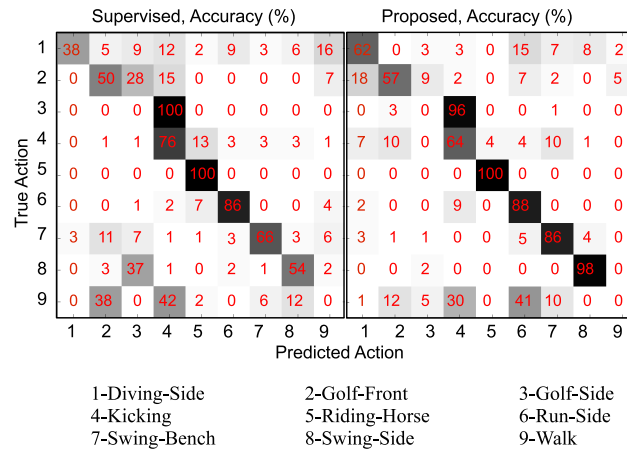 Supervised, Accuracy (%) Proposed, Accuracy (%)
1 38 5 9 12 2 9 3 6 16 62 0 3 3 0 15 7 8 2
2 0 50 28 15 0 0 0 0 7 18 57 9 2 0 7 2 0 5
3 0 0 0 100 0 0 0 0 0 0 3 0 96 0 0 1 0 0
4 0 1 1 76 13 3 3 3 1 7 10 0 64 4 4 10 1 0
5 0 0 0 0 100 0 0 0 0 0 0 0 0 100 0 0 0 0
6 0 0 1 2 7 86 0 0 4 2 0 0 9 0 88 0 0 0
7 3 11 7 1 1 3 66 3 6 3 1 1 0 0 5 86 4 0
8 0 3 37 1 0 2 1 54 2 0 0 2 0 0 0 0 98 0
9 0 38 0 42 2 0 6 12 0 1 12 5 30 0 41 10 0 0
True Action
1 2 3 4 5 6 7 8 9 1 2 3 4 5 6 7 8 9
Predicted Action
1-Diving-Side 2-Golf-Front 3-Golf-Side
4-Kicking 5-Riding-Horse 6-Run-Side
7-Swing-Bench 8-Swing-Side 9-Walk